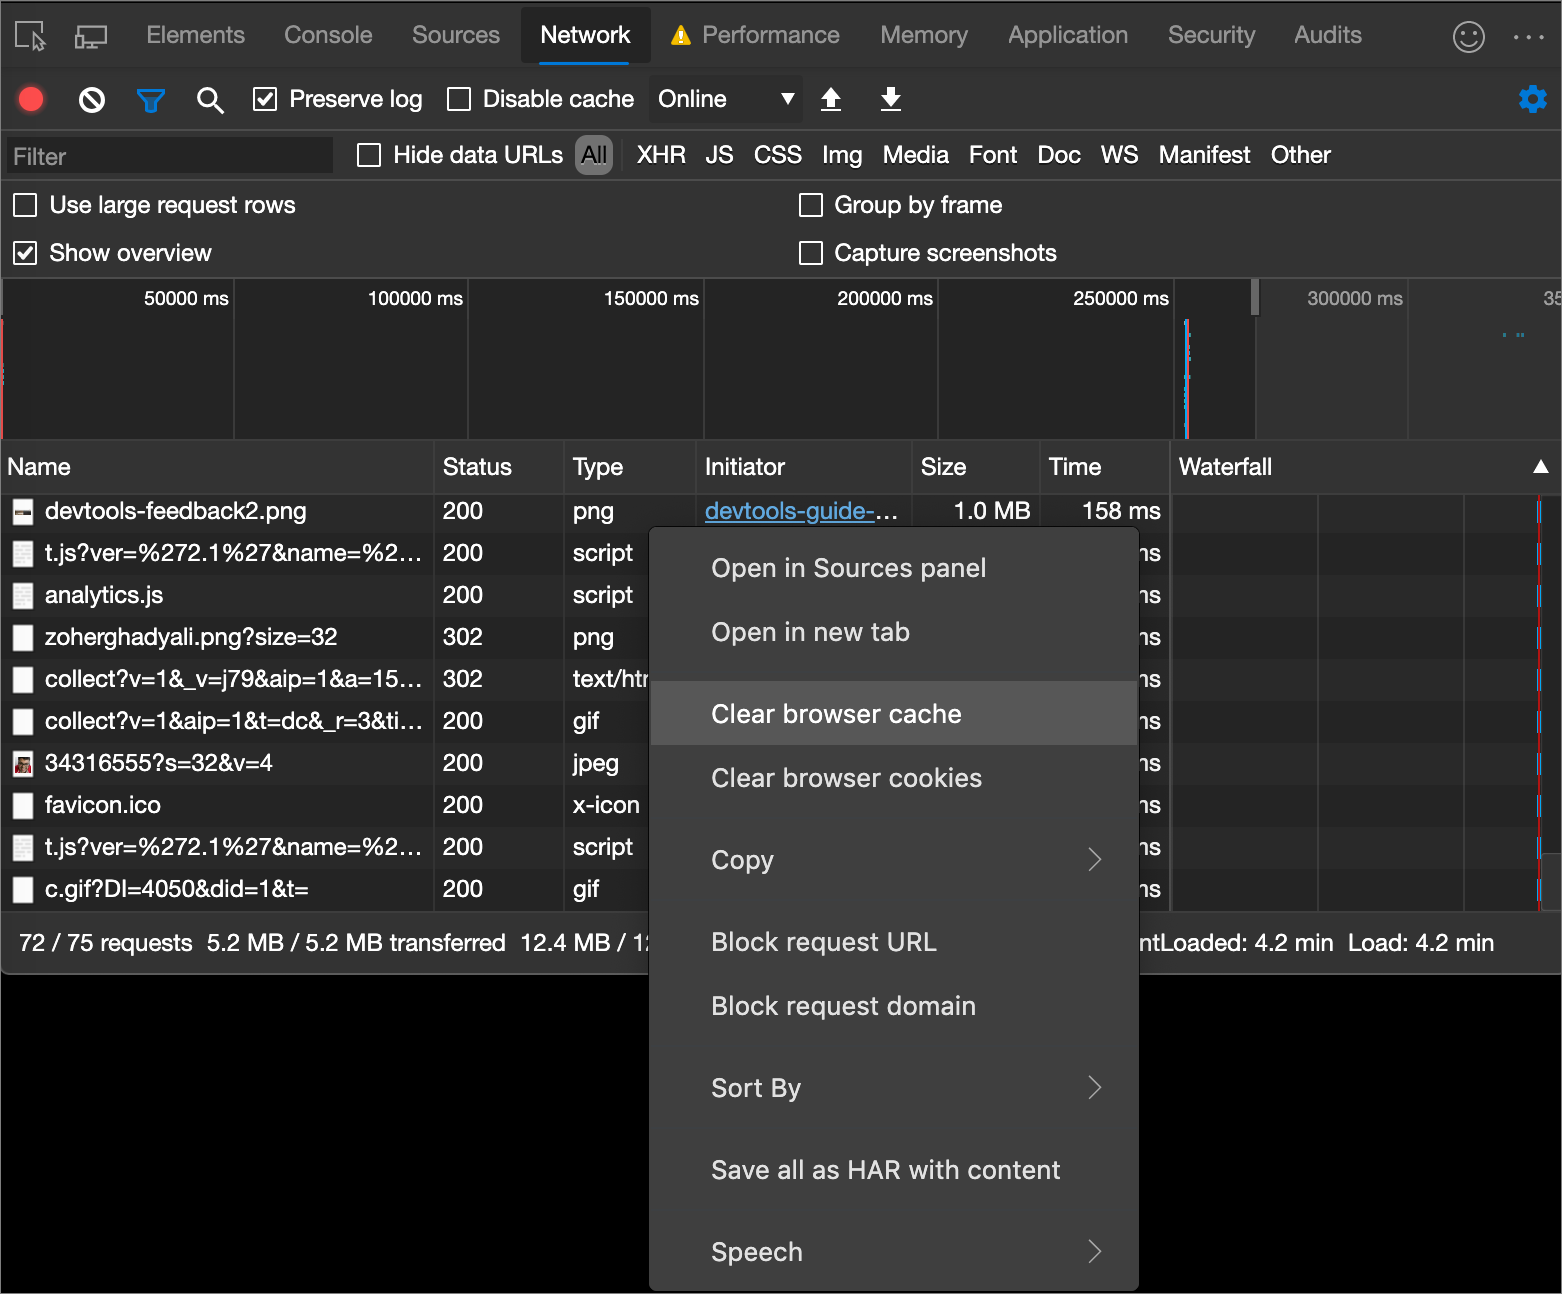 Elements Console Sources Network Performance Memory Application Security Audits
Preserve log Disable cache Online
Filter Hide data URLs All XHR JS CSS Img Media Font Doc WS Manifest Other
Use large request rows Group by frame
Show overview Capture screenshots
50000 ms 100000 ms 150000 ms 200000 ms 250000 ms 300000 ms 35
Name Status Type Initiator Size Time Waterfall
devtools-feedback2.png 200 png devtools-guide-... 1.0 MB 158 ms
t.js?ver=%272.1%27&name=%2... 200 script ns
analytics.js 200 script ns
zoherghadyali.png?size=32 302 png ns
collect?v=1&_v=j79&aip=1&a=15... 302 text/htr ns
collect?v=1&aip=1&t=dc&_r=3&ti... 200 gif ns
34316555?s=32&v=4 200 jpeg ns
favicon.ico 200 x-icon ns
t.js?ver=%272.1%27&name=%2... 200 script ns
c.gif?DI=4050&did=1&t= 200 gif ns
72 / 75 requests 5.2 MB / 5.2 MB transferred 12.4 MB / 12 ntLoaded: 4.2 min Load: 4.2 min
Open in Sources panel
Open in new tab
Clear browser cache
Clear browser cookies
Copy
Block request URL
Block request domain
Sort By
Save all as HAR with content
Speech